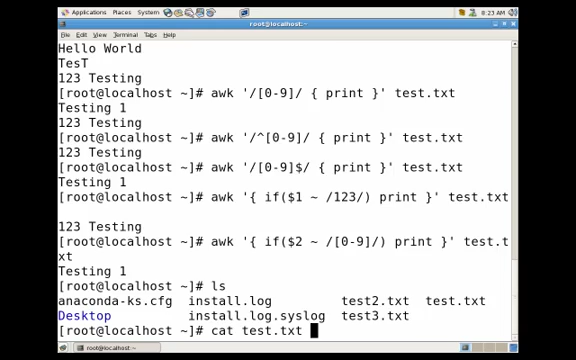 Applications Places System
8:23 AM
root@localhost:~
File Edit View Terminal Tabs Help
Hello World
TesT
123 Testing
[root@localhost ~]# awk '/[0-9]/ { print }' test.txt
Testing 1
123 Testing
[root@localhost ~]# awk '/^[0-9]/ { print }' test.txt
123 Testing
[root@localhost ~]# awk '/[0-9]$/ { print }' test.txt
Testing 1
[root@localhost ~]# awk '{ if($1 ~ /123/) print }' test.txt
123 Testing
[root@localhost ~]# awk '{ if($2 ~ /[0-9]/) print }' test.t
xt
Testing 1
[root@localhost ~]# ls
anaconda-ks.cfg install.log test2.txt test.txt
Desktop install.log.syslog test3.txt
[root@localhost ~]# cat test.txt
root@localhost:~